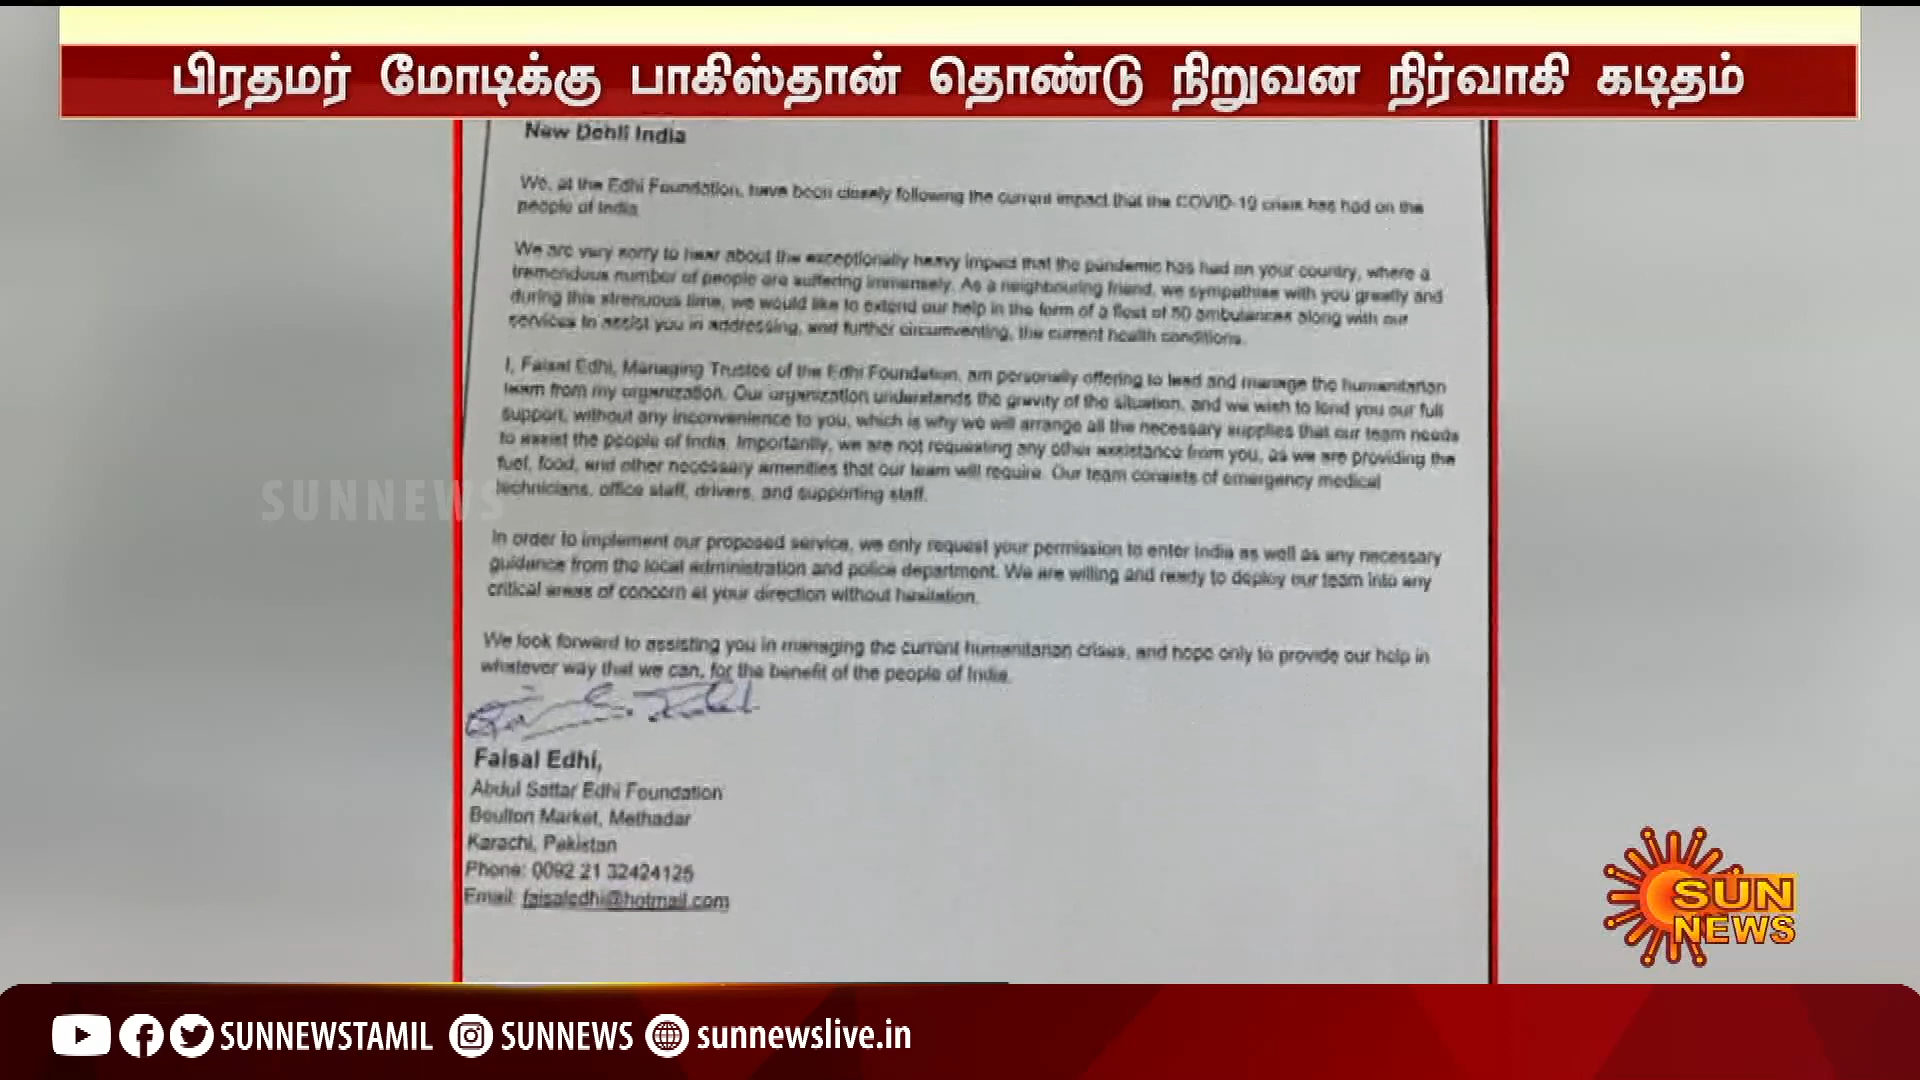 பிரதமர் மோடிக்கு பாகிஸ்தான் தொண்டு நிறுவன நிர்வாகி கடிதம்
New Dehli India
We, at the Edhi Foundation, have been closely following the current impact that the COVID-19 crisis has had on the
people of India
We are very sorry to hear about the exceptionally heavy impact that the pandemic has had on your country, where a
tremendous number of people are suffering immensely. As a neighbouring friend, we sympathise with you greatly and
during this strenuous time, we would like to extend our help in the form of a fleet of 50 ambulances along with our
services to assist you in addressing, and further circumventing, the current health conditions.
I, Faisal Edhi, Managing Trustee of the Edhi Foundation, am personally offering to lead and manage the humanitarian
team from my organization. Our organization understands the gravity of the situation, and we wish to lend you our full
support, without any inconvenience to you, which is why we will arrange all the necessary supplies that our team needs
to assist the people of India. Importantly, we are not requesting any other assistance from you, as we are providing the
fuel, food, and other necessary amenities that our team will require. Our team consists of emergency medical
technicians, office staff, drivers, and supporting staff.
SUNNEWS
In order to implement our proposed service, we only request your permission to enter India as well as any necessary
guidance from the local administration and police department. We are willing and ready to deploy our team into any
critical areas of concern at your direction without hesitation.
We look forward to assisting you in managing the current humanitarian crises, and hope only to provide our help in
whatever way that we can, for the benefit of the people of India.
Faisal Edhi,
Abdul Sattar Edhi Foundation
Boulton Market, Methadar
Karachi, Pakistan
Phone: 0092 21 32424125
Email: faisaledhi@hotmail.com
SUN
NEWS
SUNNEWSTAMIL SUNNEWS sunnewslive.in